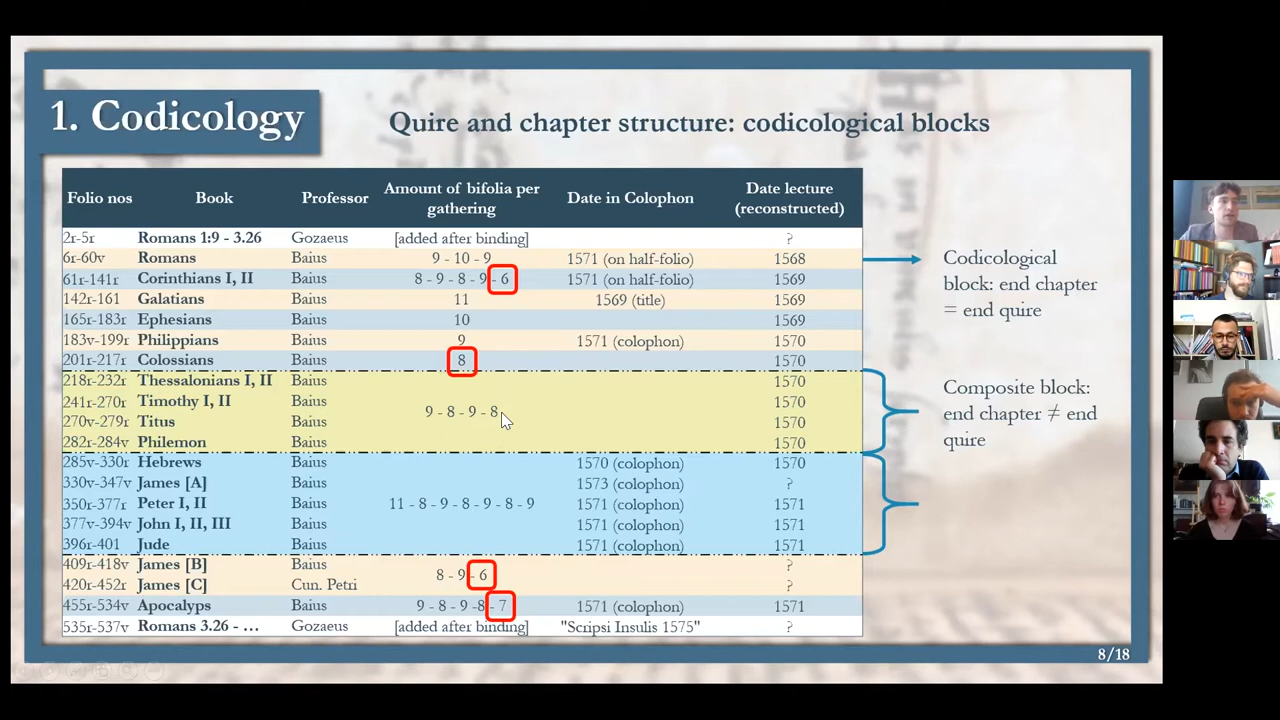 1. Codicology
Quire and chapter structure: codicological blocks
Folio nos Book Professor Amount of bifolia per gathering Date in Colophon Date lecture (reconstructed)
2r-5r Romans 1:9 - 3.26 Gozaeus [added after binding] ?
6r-60v Romans Baius 9 - 10 - 9 1571 (on half-folio) 1568
61r-141r Corinthians I, II Baius 8 - 9 - 8 - 9 - 6 1571 (on half-folio) 1569
142r-161 Galatians Baius 11 1569 (title) 1569
165r-183r Ephesians Baius 10 1569
183v-199r Philippians Baius 9 1571 (colophon) 1570
201r-217r Colossians Baius 8 1570
218r-232r Thessalonians I, II Baius 1570
241r-270r Timothy I, II Baius 9 - 8 - 9 - 8 1570
270v-279r Titus Baius 1570
282r-284v Philemon Baius 1570
285v-330r Hebrews Baius 1570 (colophon) 1570
330v-347v James [A] Baius 1573 (colophon) ?
350r-377r Peter I, II Baius 11 - 8 - 9 - 8 - 9 - 8 - 9 1571 (colophon) 1571
377v-394v John I, II, III Baius 1571 (colophon) 1571
396r-401 Jude Baius 1571 (colophon) 1571
409r-418v James [B] Baius 8 - 9 - 6 ?
420r-452r James [C] Cun. Petri ?
455r-534v Apocalyps Baius 9 - 8 - 9 -8 - 7 1571 (colophon) 1571
535r-537v Romans 3.26 - ... Gozaeus [added after binding] "Scripsi Insulis 1575" ?
Codicological
block: end chapter
= end quire
Composite block:
end chapter ≠ end
quire
8/18